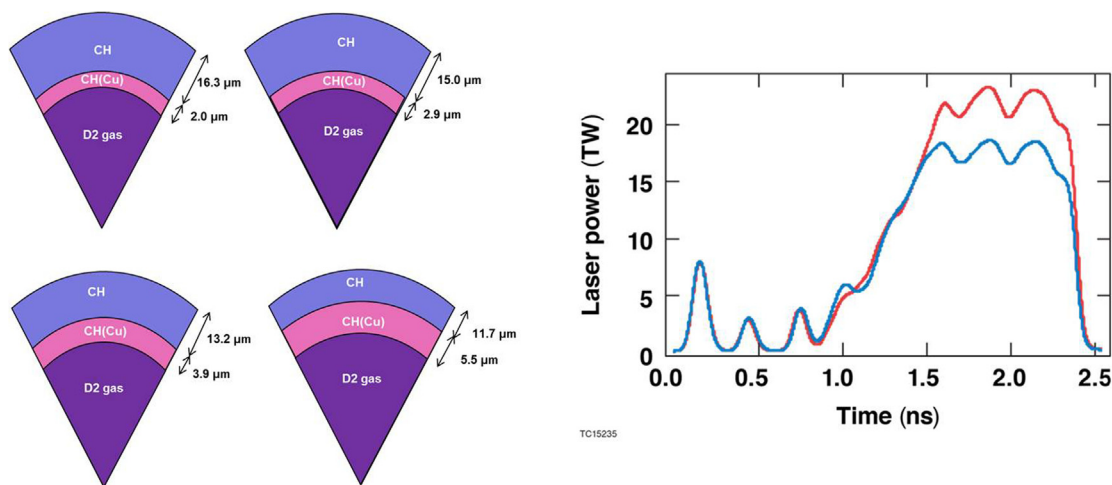 CH
CH(Cu)
D2 gas
16.3 µm
2.0 µm
CH
CH(Cu)
D2 gas
15.0 µm
2.9 µm
CH
CH(Cu)
D2 gas
13.2 µm
3.9 µm
CH
CH(Cu)
D2 gas
11.7 µm
5.5 µm
Laser power (TW)
20
15
10
5
0
0.0 0.5 1.0 1.5 2.0 2.5
Time (ns)
TC15235